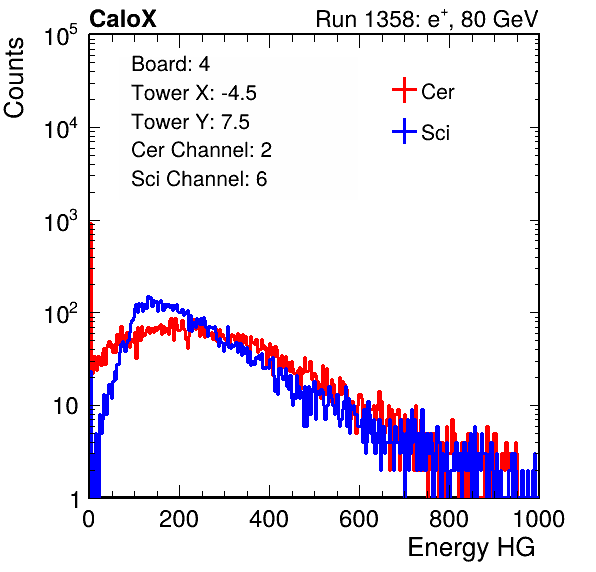 CaloX Run 1358: e⁺, 80 GeV
Counts
Board: 4
Tower X: -4.5
Tower Y: 7.5
Cer Channel: 2
Sci Channel: 6
Cer
Sci
10⁵
10⁴
10³
10²
10
1
0 200 400 600 800 1000
Energy HG